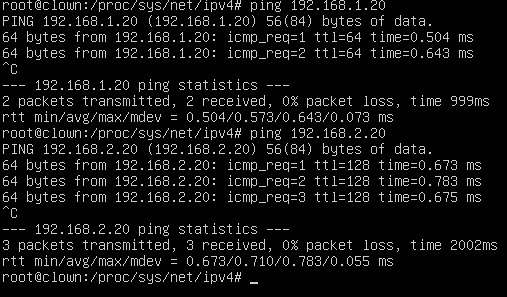 root@clown:/proc/sys/net/ipv4# ping 192.168.1.20
PING 192.168.1.20 (192.168.1.20) 56(84) bytes of data.
64 bytes from 192.168.1.20: icmp_req=1 ttl=64 time=0.504 ms
64 bytes from 192.168.1.20: icmp_req=2 ttl=64 time=0.643 ms
^C
--- 192.168.1.20 ping statistics ---
2 packets transmitted, 2 received, 0% packet loss, time 999ms
rtt min/avg/max/mdev = 0.504/0.573/0.643/0.073 ms
root@clown:/proc/sys/net/ipv4# ping 192.168.2.20
PING 192.168.2.20 (192.168.2.20) 56(84) bytes of data.
64 bytes from 192.168.2.20: icmp_req=1 ttl=128 time=0.673 ms
64 bytes from 192.168.2.20: icmp_req=2 ttl=128 time=0.783 ms
64 bytes from 192.168.2.20: icmp_req=3 ttl=128 time=0.675 ms
^C
--- 192.168.2.20 ping statistics ---
3 packets transmitted, 3 received, 0% packet loss, time 2002ms
rtt min/avg/max/mdev = 0.673/0.710/0.783/0.055 ms
root@clown:/proc/sys/net/ipv4# _